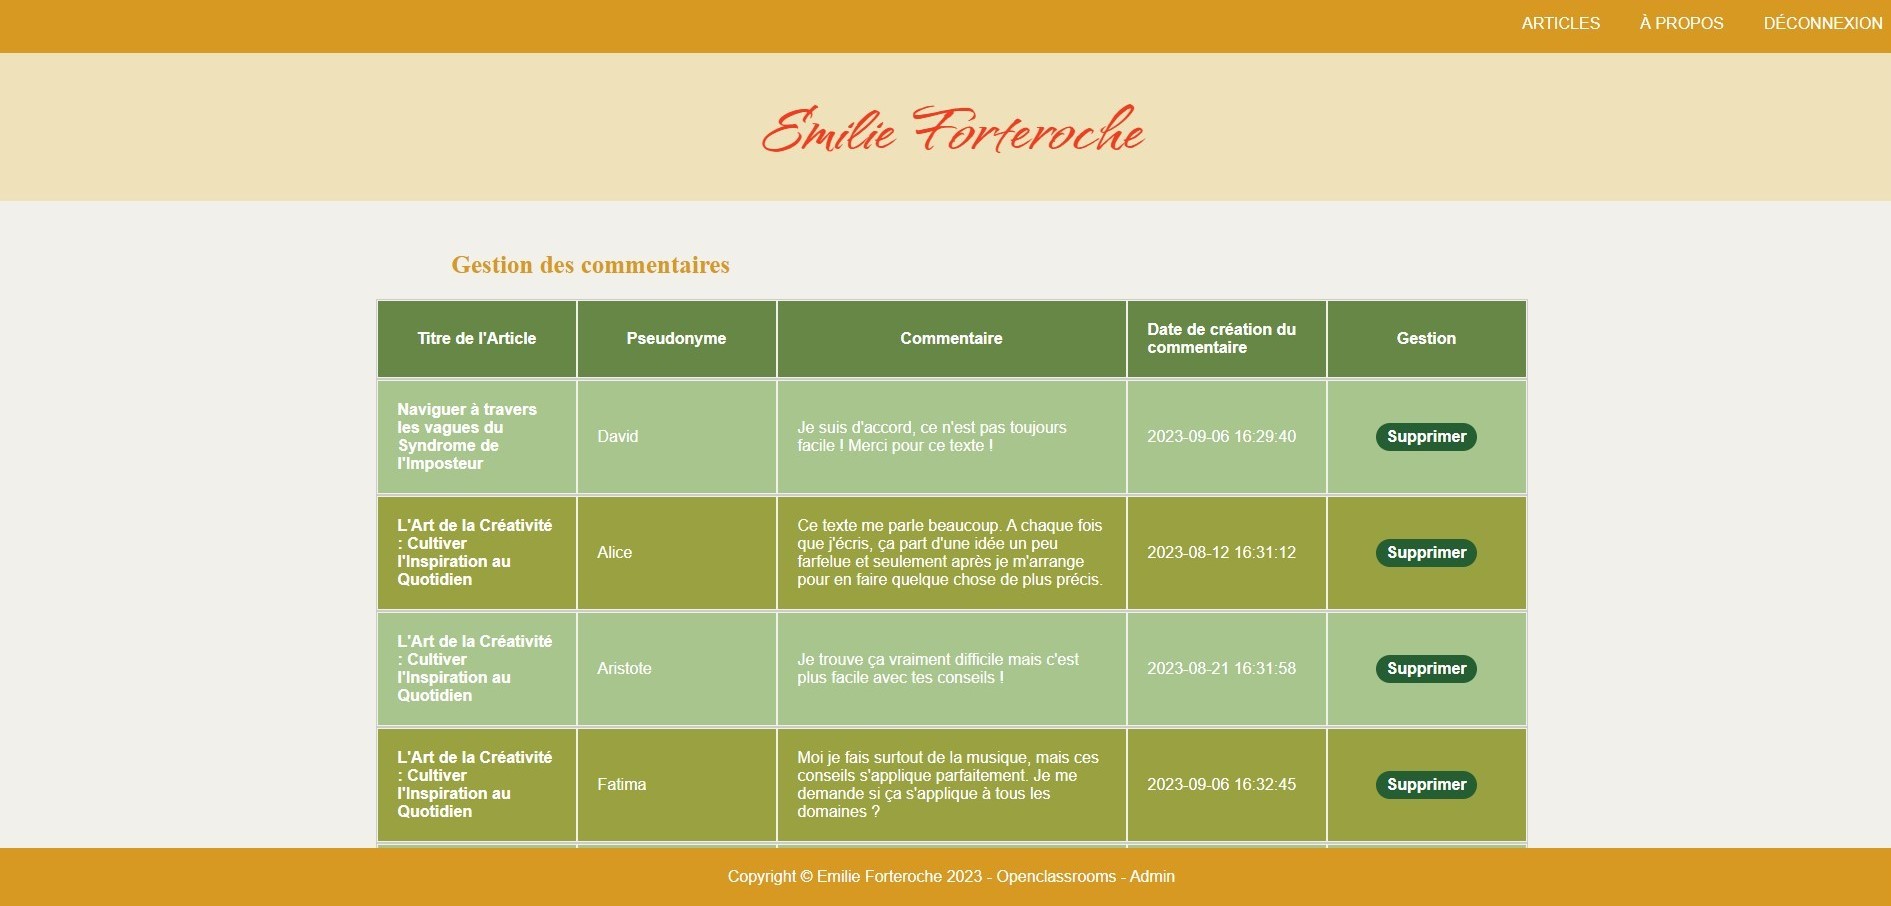 ARTICLES À PROPOS DÉCONNEXION
Emilie Forteroche
Gestion des commentaires
Titre de l'Article
Pseudonyme
Commentaire
Date de création du
commentaire
Gestion
Naviguer à travers
les vagues du
Syndrome de
l'Imposteur
David
Je suis d'accord, ce n'est pas toujours
facile ! Merci pour ce texte !
2023-09-06 16:29:40
Supprimer
L'Art de la Créativité
: Cultiver
l'Inspiration au
Quotidien
Alice
Ce texte me parle beaucoup. A chaque fois
que j'écris, ça part d'une idée un peu
farfelue et seulement après je m'arrange
pour en faire quelque chose de plus précis.
2023-08-12 16:31:12
Supprimer
L'Art de la Créativité
: Cultiver
l'Inspiration au
Quotidien
Aristote
Je trouve ça vraiment difficile mais c'est
plus facile avec tes conseils !
2023-08-21 16:31:58
Supprimer
L'Art de la Créativité
: Cultiver
l'Inspiration au
Quotidien
Fatima
Moi je fais surtout de la musique, mais ces
conseils s'applique parfaitement. Je me
demande si ça s'applique à tous les
domaines ?
2023-09-06 16:32:45
Supprimer
Copyright © Emilie Forteroche 2023 - Openclassrooms - Admin